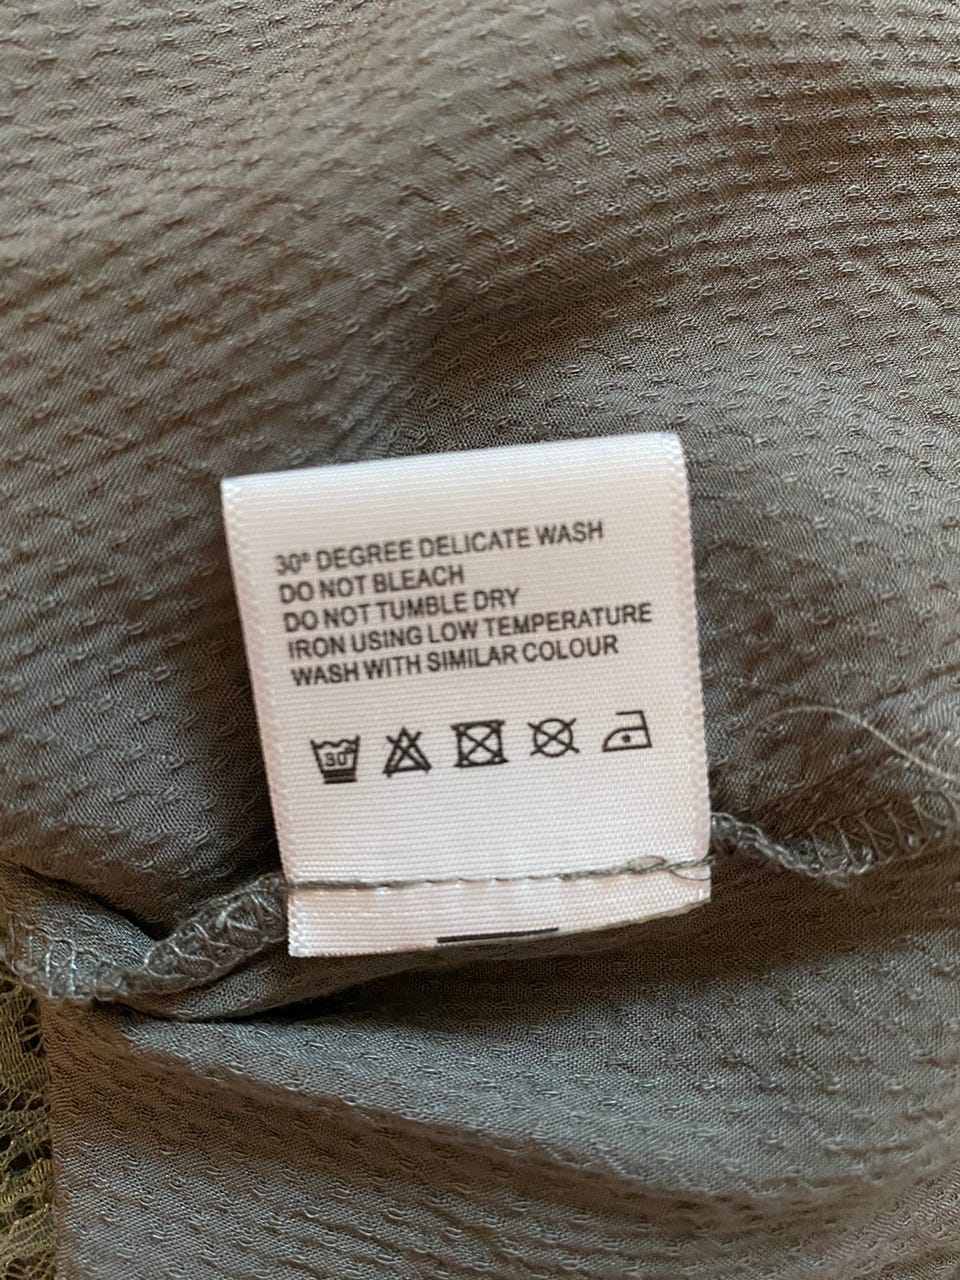 30° DEGREE DELICATE WASH
DO NOT BLEACH
DO NOT TUMBLE DRY
IRON USING LOW TEMPERATURE
WASH WITH SIMILAR COLOUR
30°